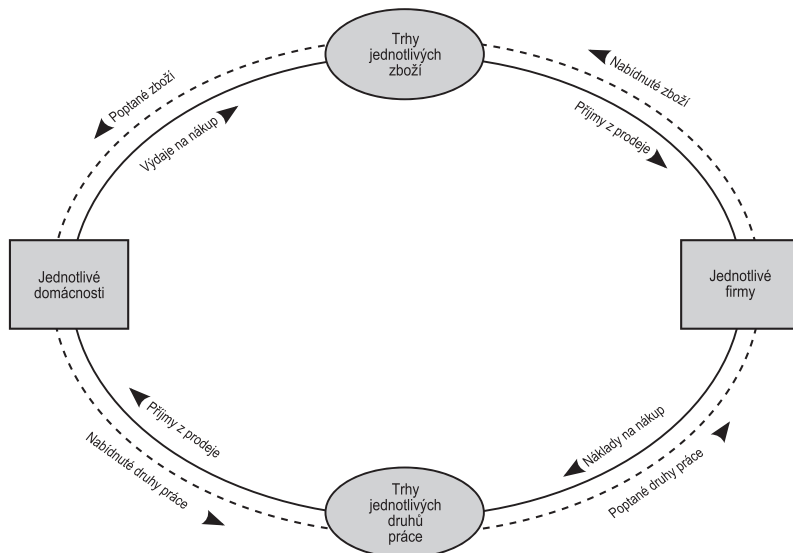 Trhy
jednotlivých
zboží
Poptané zboží
Výdaje na nákup
Nabídnuté zboží
Příjmy z prodeje
Jednotlivé
domácnosti
Jednotlivé
firmy
Příjmy z prodeje
Nabídnuté druhy práce
Náklady na nákup
Poptané druhy práce
Trhy
jednotlivých
druhů
práce